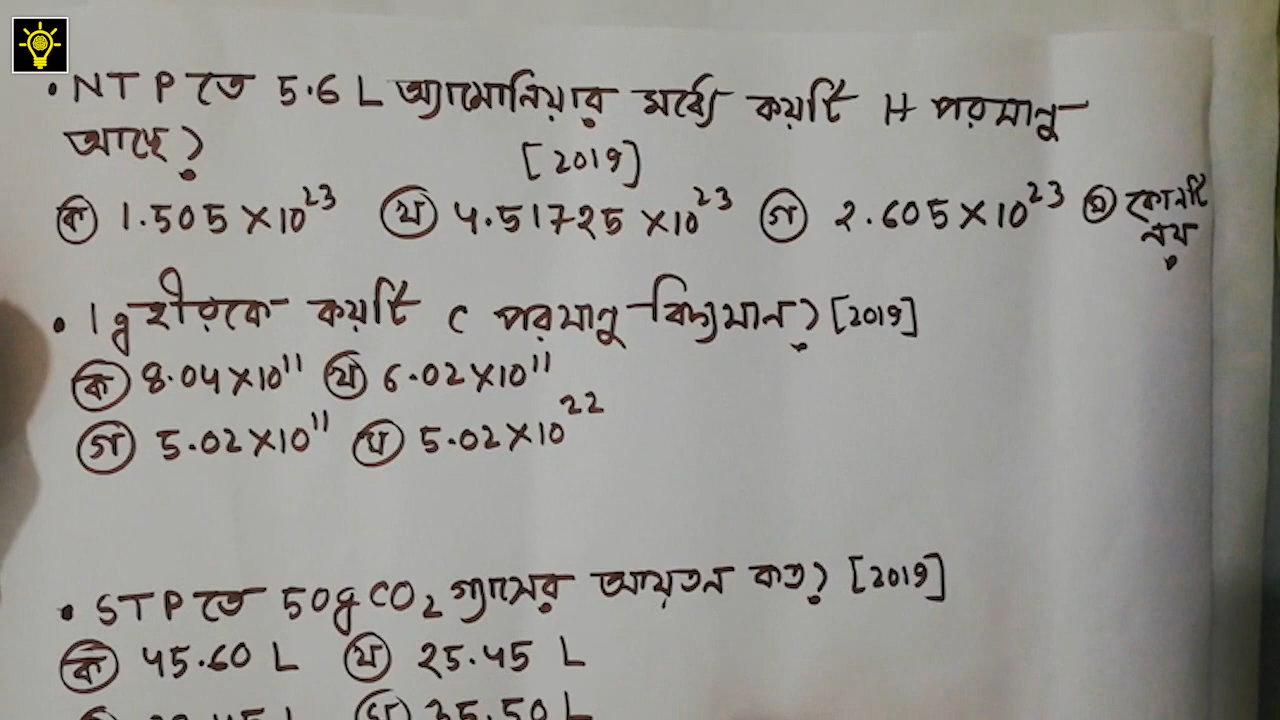 • NTP তে 5.6 L অ্যামোনিয়ার মধ্যে কয়টি H পরমানু
আছে? [2019]
ক 1.505 × 10^23 খ 4.51725 × 10^23 গ 2.605 × 10^23 ঘ কোনটি
নয়
• 1g হীরকে কয়টি C পরমানু বিদ্যমান? [2019]
ক 8.04 × 10^11 খ 6.02 × 10^11
গ 5.02 × 10^11 ঘ 5.02 × 10^22
• STP তে 50g CO2 গ্যাসের আয়তন কত? [2019]
ক 45.60 L খ 25.45 L
35.50 L